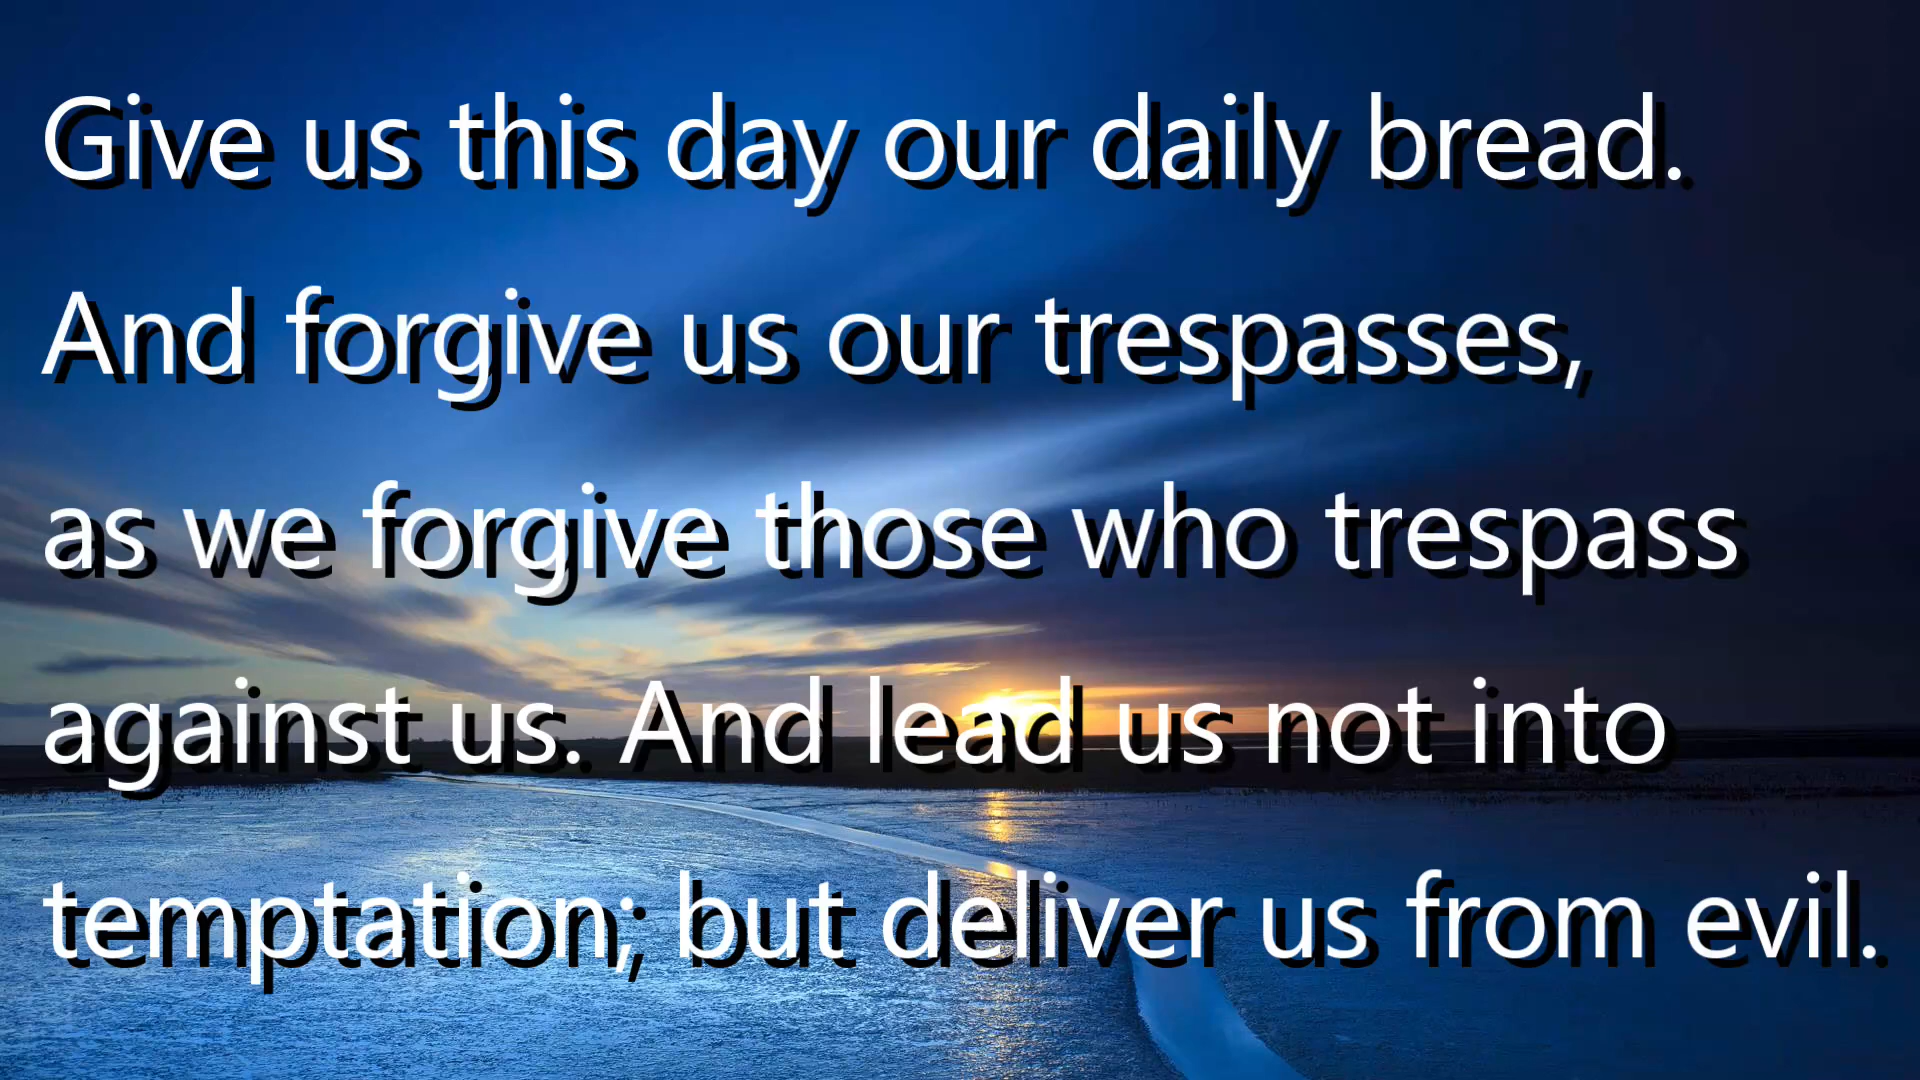 Give us this day our daily bread.
And forgive us our trespasses,
as we forgive those who trespass
against us. And lead us not into
temptation; but deliver us from evil.